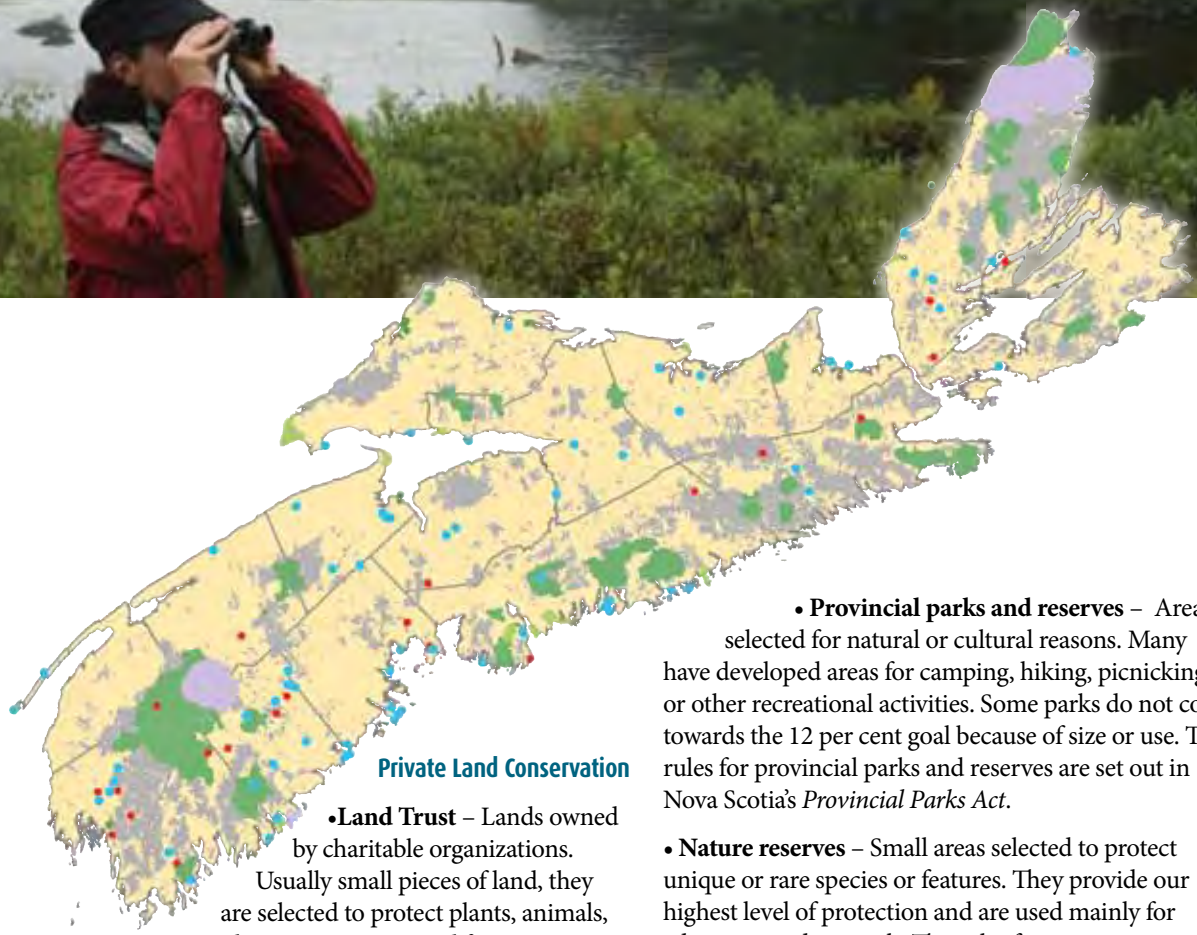 Private Land Conservation
•Land Trust – Lands owned
by charitable organizations.
Usually small pieces of land, they
are selected to protect plants, animals,
• Provincial parks and reserves – Area
selected for natural or cultural reasons. Many
have developed areas for camping, hiking, picnicking
or other recreational activities. Some parks do not co
towards the 12 per cent goal because of size or use. T
rules for provincial parks and reserves are set out in
Nova Scotia’s Provincial Parks Act.
• Nature reserves – Small areas selected to protect
unique or rare species or features. They provide our
highest level of protection and are used mainly for